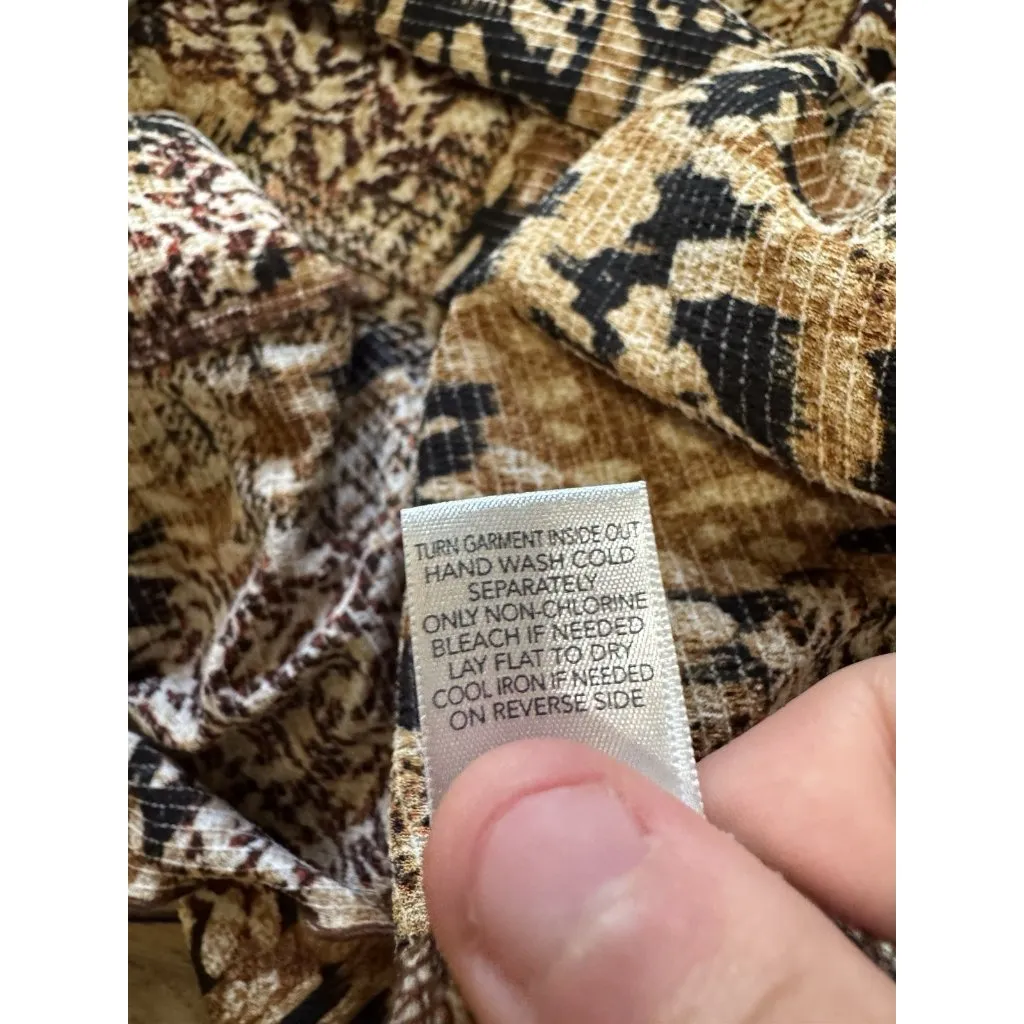 TURN GARMENT INSIDE OUT
HAND WASH COLD
SEPARATELY
ONLY NON-CHLORINE
BLEACH IF NEEDED
LAY FLAT TO DRY
COOL IRON IF NEEDED
ON REVERSE SIDE